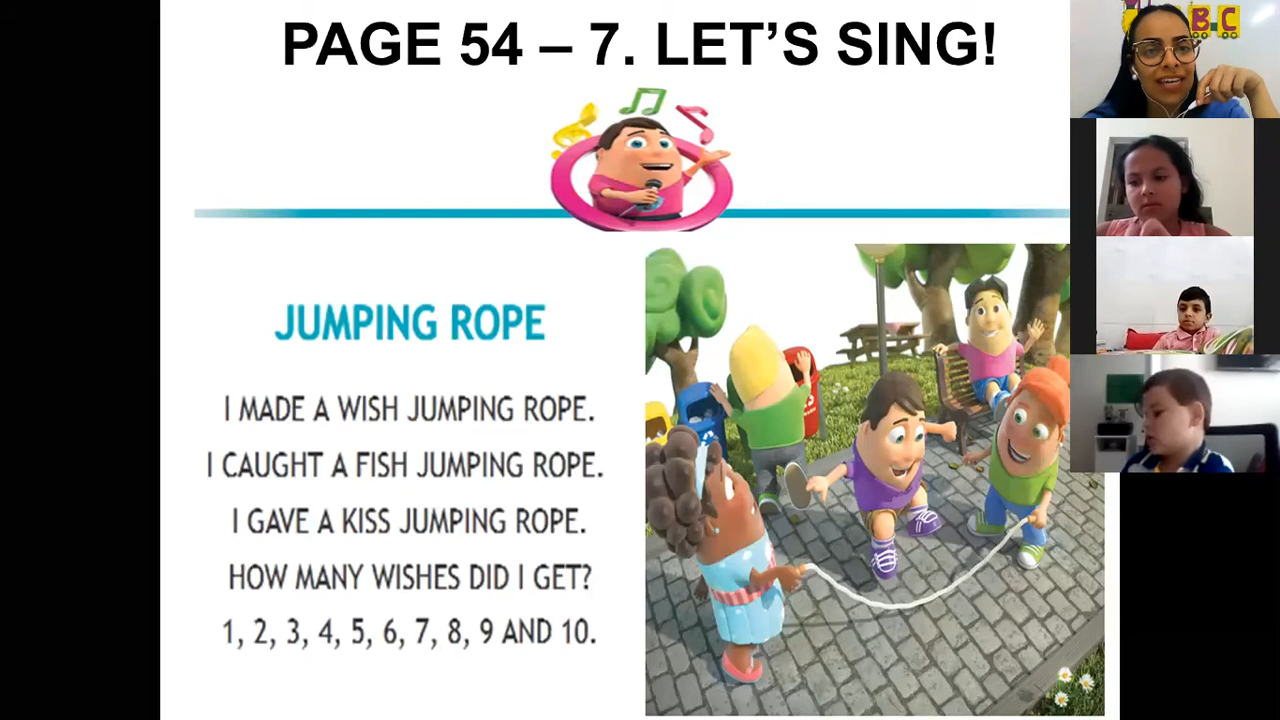 PAGE 54 – 7. LET’S SING!
B C
JUMPING ROPE
I MADE A WISH JUMPING ROPE.
I CAUGHT A FISH JUMPING ROPE.
I GAVE A KISS JUMPING ROPE.
HOW MANY WISHES DID I GET?
1, 2, 3, 4, 5, 6, 7, 8, 9 AND 10.